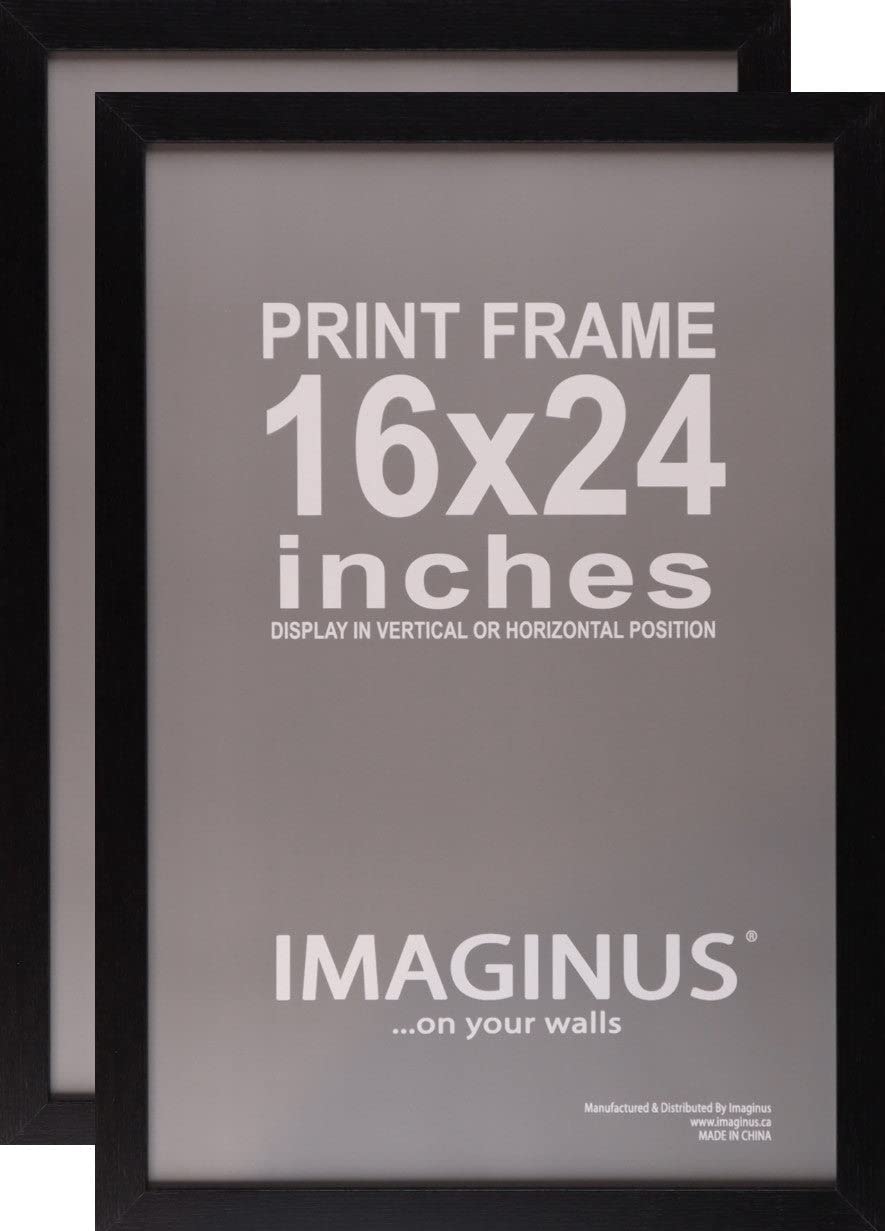 PRINT FRAME
16x24
inches
DISPLAY IN VERTICAL OR HORIZONTAL POSITION
IMAGINUS®
...on your walls
Manufactured & Distributed By Imaginus
www.imaginus.ca
MADE IN CHINA